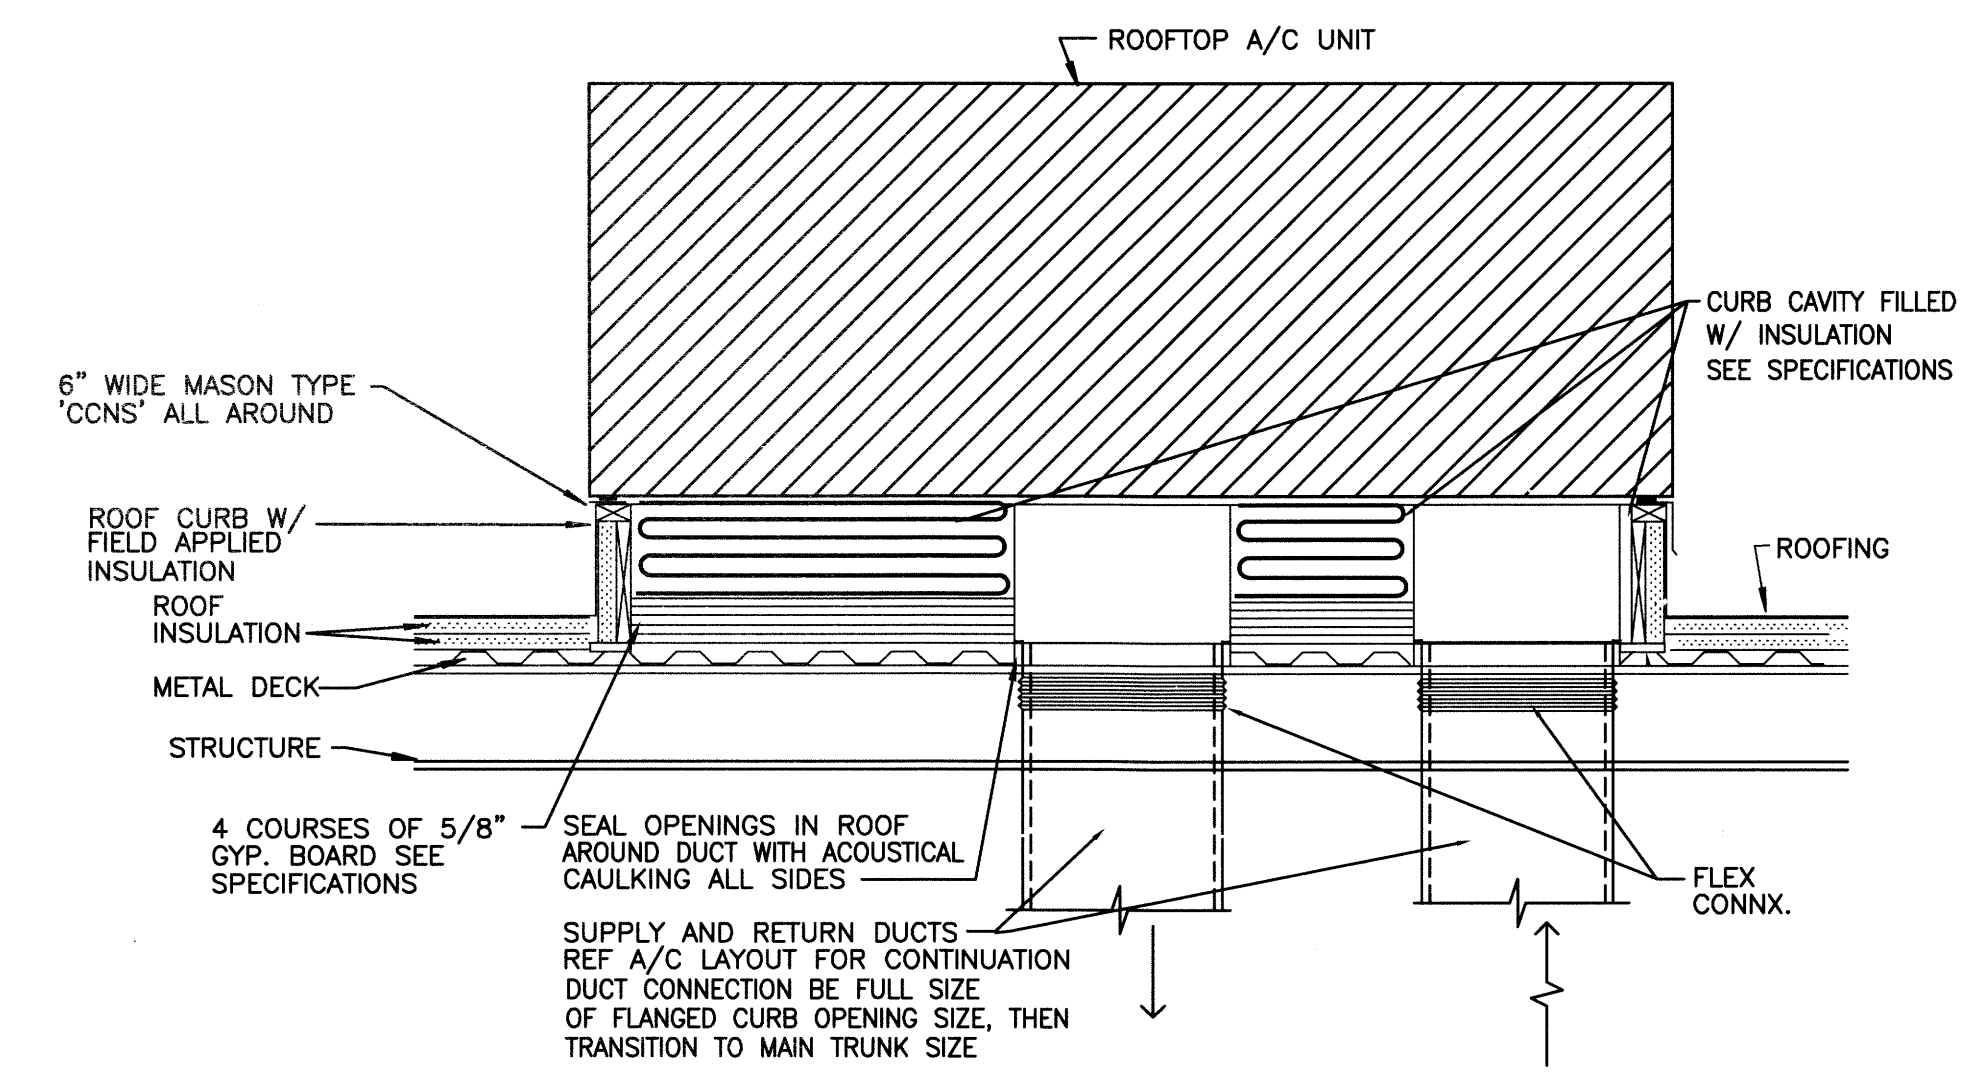 ROOFTOP A/C UNIT
CURB CAVITY FILLED
W/ INSULATION
SEE SPECIFICATIONS
6" WIDE MASON TYPE
'CCNS' ALL AROUND
ROOF CURB W/
FIELD APPLIED
INSULATION
ROOFING
ROOF
INSULATION
METAL DECK
STRUCTURE
4 COURSES OF 5/8"
GYP. BOARD SEE
SPECIFICATIONS
SEAL OPENINGS IN ROOF
AROUND DUCT WITH ACOUSTICAL
CAULKING ALL SIDES
FLEX
CONNX.
SUPPLY AND RETURN DUCTS
REF A/C LAYOUT FOR CONTINUATION
DUCT CONNECTION BE FULL SIZE
OF FLANGED CURB OPENING SIZE, THEN
TRANSITION TO MAIN TRUNK SIZE